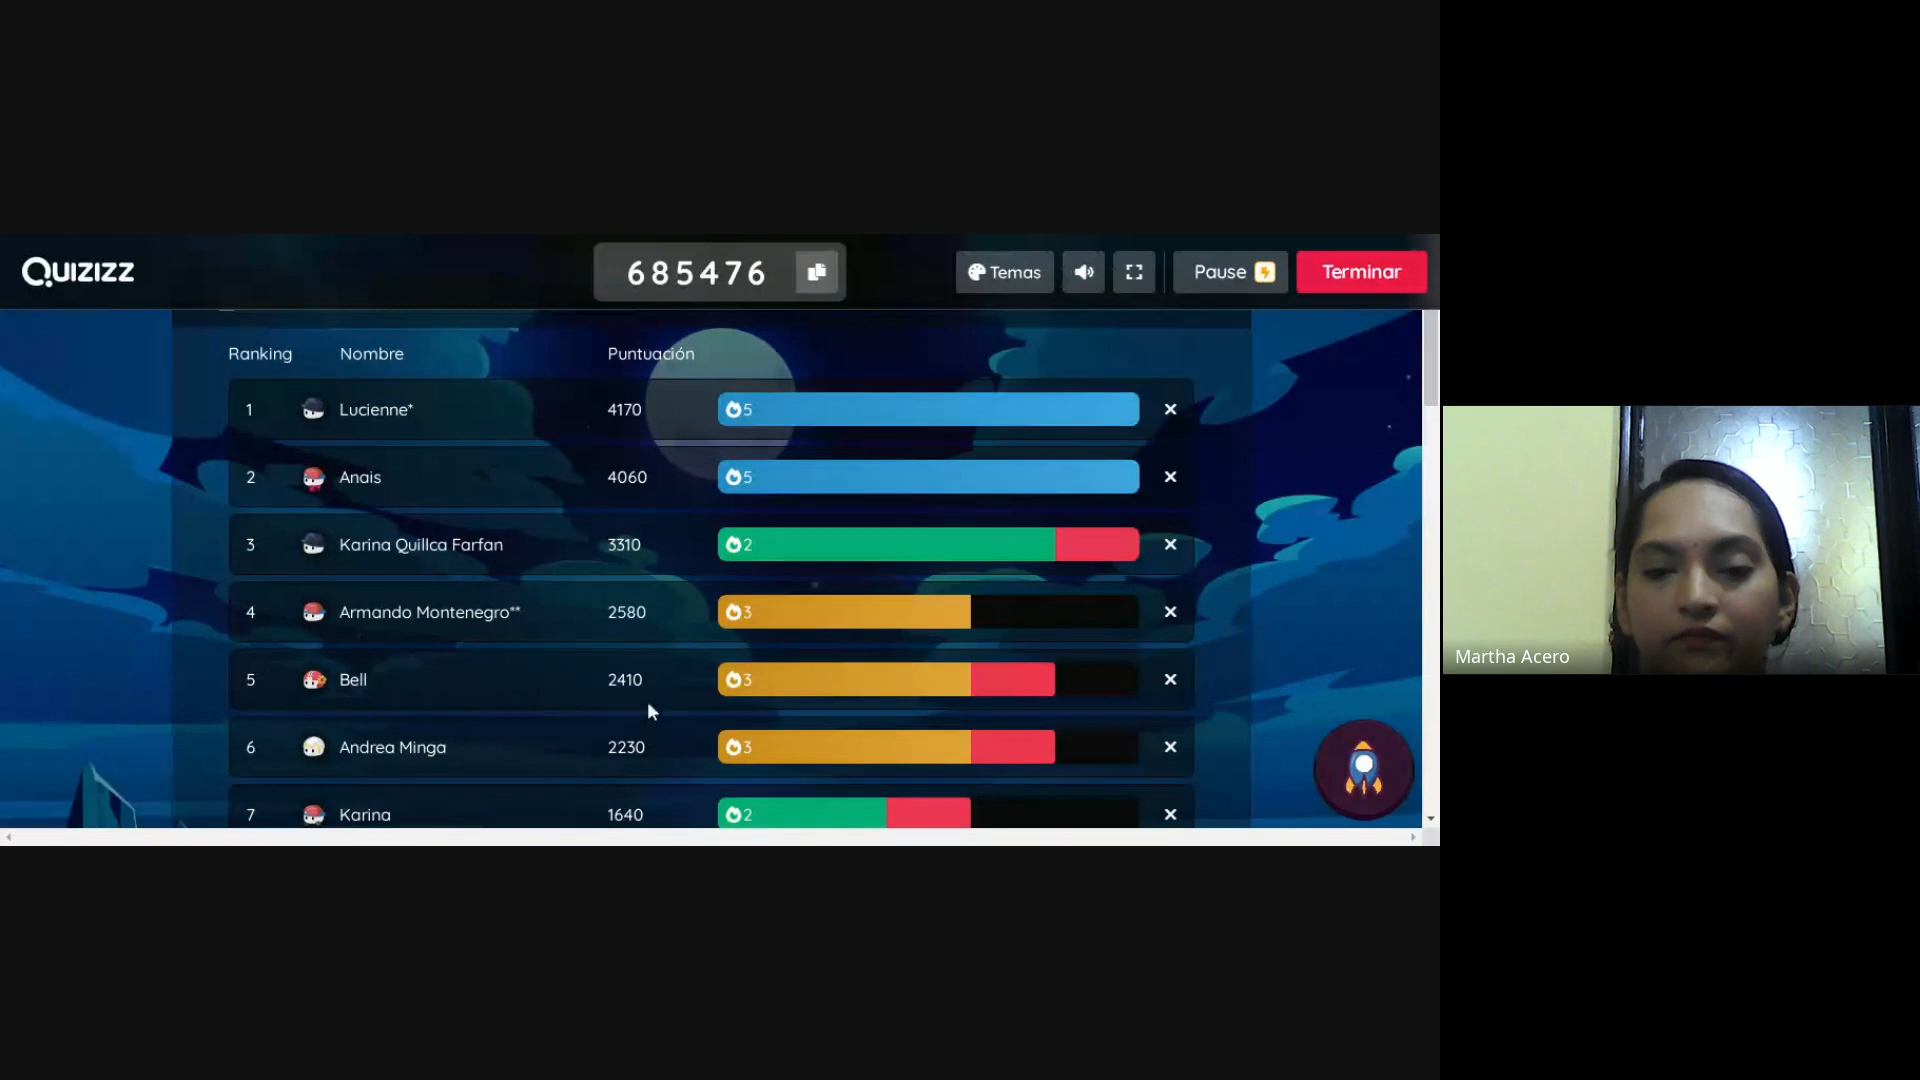 QUIZIZZ
685476
Temas
Pause
Terminar
Ranking Nombre Puntuación
1 Lucienne* 4170 5
2 Anais 4060 5
3 Karina Quillca Farfan 3310 2
4 Armando Montenegro** 2580 3
5 Bell 2410 3
6 Andrea Minga 2230 3
7 Karina 1640 2
Martha Acero